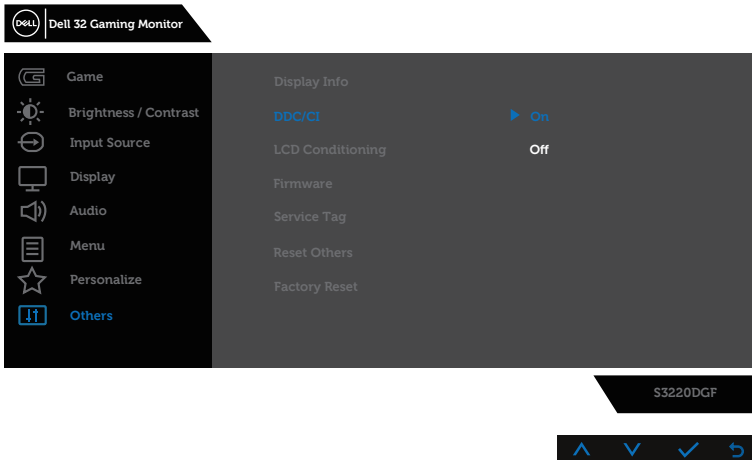 DELL
Dell 32 Gaming Monitor
Game
Brightness / Contrast
Input Source
Display
Audio
Menu
Personalize
Others
Display Info
DDC/CI
On
LCD Conditioning
Off
Firmware
Service Tag
Reset Others
Factory Reset
S3220DGF